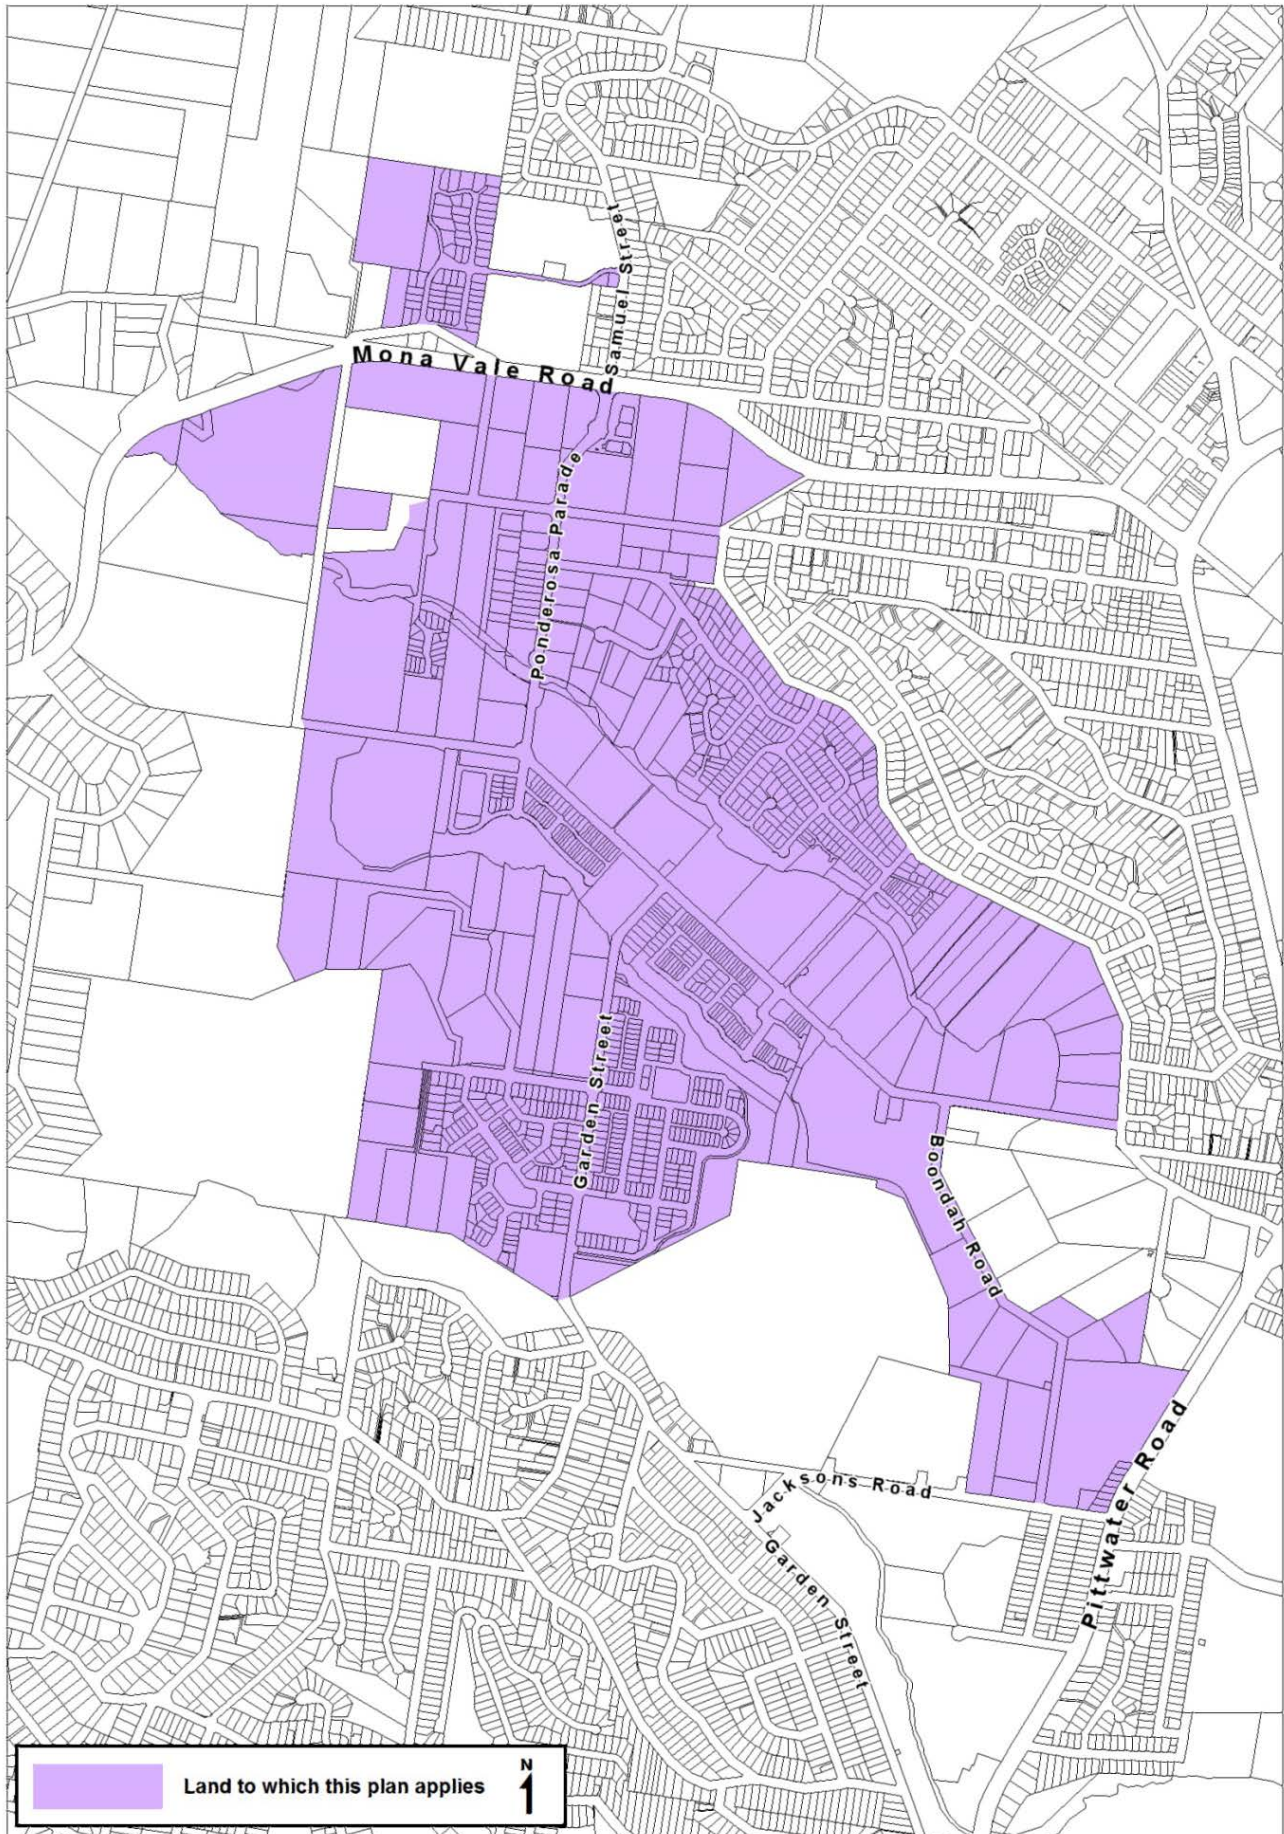 Samuel Street
Mona Vale Road
Ponderosa Parade
Garden Street
Boondah Road
Jacksons Road
Pittwater Road
Garden Street
Land to which this plan applies
N